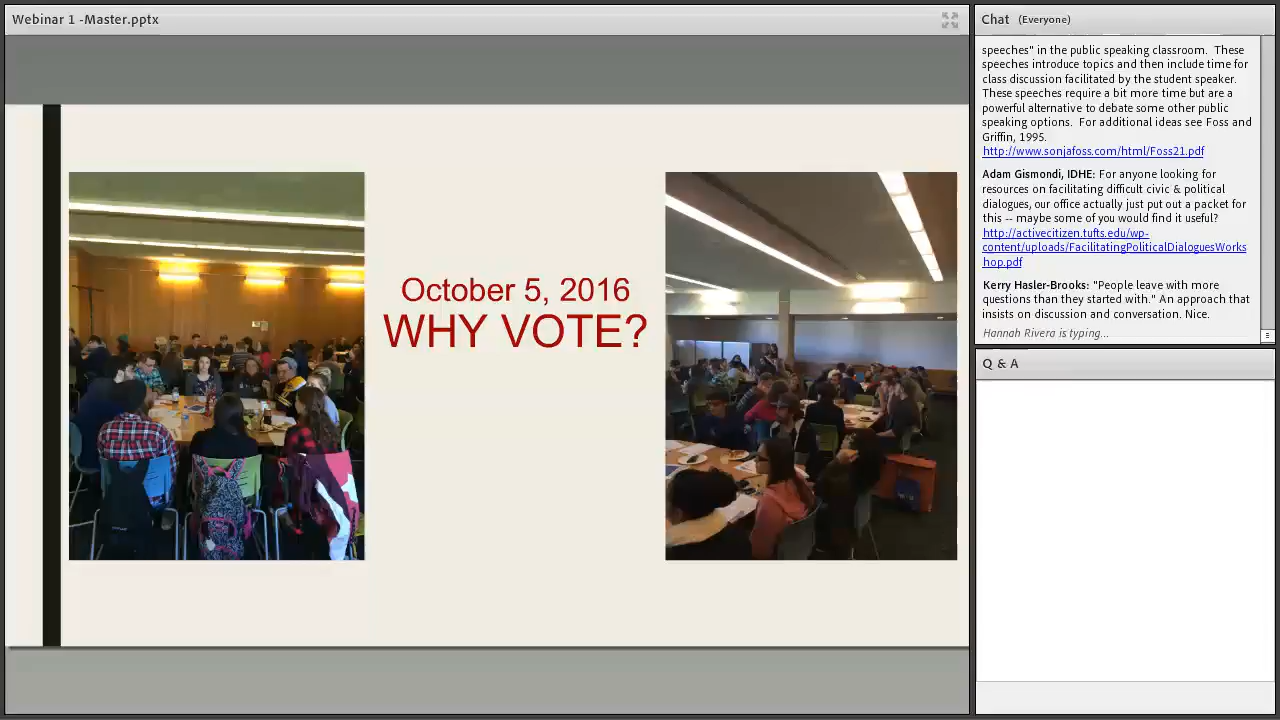 Webinar 1 -Master.pptx
October 5, 2016
WHY VOTE?
Chat (Everyone)
speeches" in the public speaking classroom. These
speeches introduce topics and then include time for
class discussion facilitated by the student speaker.
These speeches require a bit more time but are a
powerful alternative to debate some other public
speaking options. For additional ideas see Foss and
Griffin, 1995.
http://www.sonjafoss.com/html/Foss21.pdf
Adam Gismondi, IDHE: For anyone looking for
resources on facilitating difficult civic & political
dialogues, our office actually just put out a packet for
this -- maybe some of you would find it useful?
http://activecitizen.tufts.edu/wp-
content/uploads/FacilitatingPoliticalDialoguesWorks
hop.pdf
Kerry Hasler-Brooks: "People leave with more
questions than they started with." An approach that
insists on discussion and conversation. Nice.
Hannah Rivera is typing...
Q & A